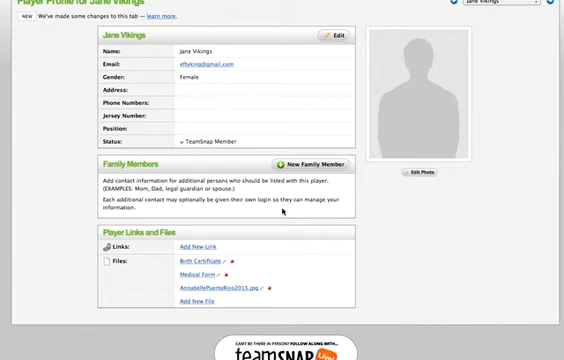 Player Profile for Jane Vikings
Jane Vikings
NEW We've made some changes to this tab — learn more.
Jane Vikings
Edit
Name: Jane Vikings
Email: eftyking@gmail.com
Gender: Female
Address:
Phone Numbers:
Jersey Number:
Position:
Status: TeamSnap Member
Edit Photo
Family Members
New Family Member
Add contact information for additional persons who should be listed with this player.
(EXAMPLES: Mom, Dad, legal guardian or spouse.)
Each additional contact may optionally be given their own login so they can manage your
information.
Player Links and Files
Links: Add New Link
Files: Birth Certificate
Medical Form
AnnabellePuertoRico2015.jpg
Add New File
CAN'T BE THERE IN PERSON? FOLLOW ALONG WITH...
teamSNAP Live!